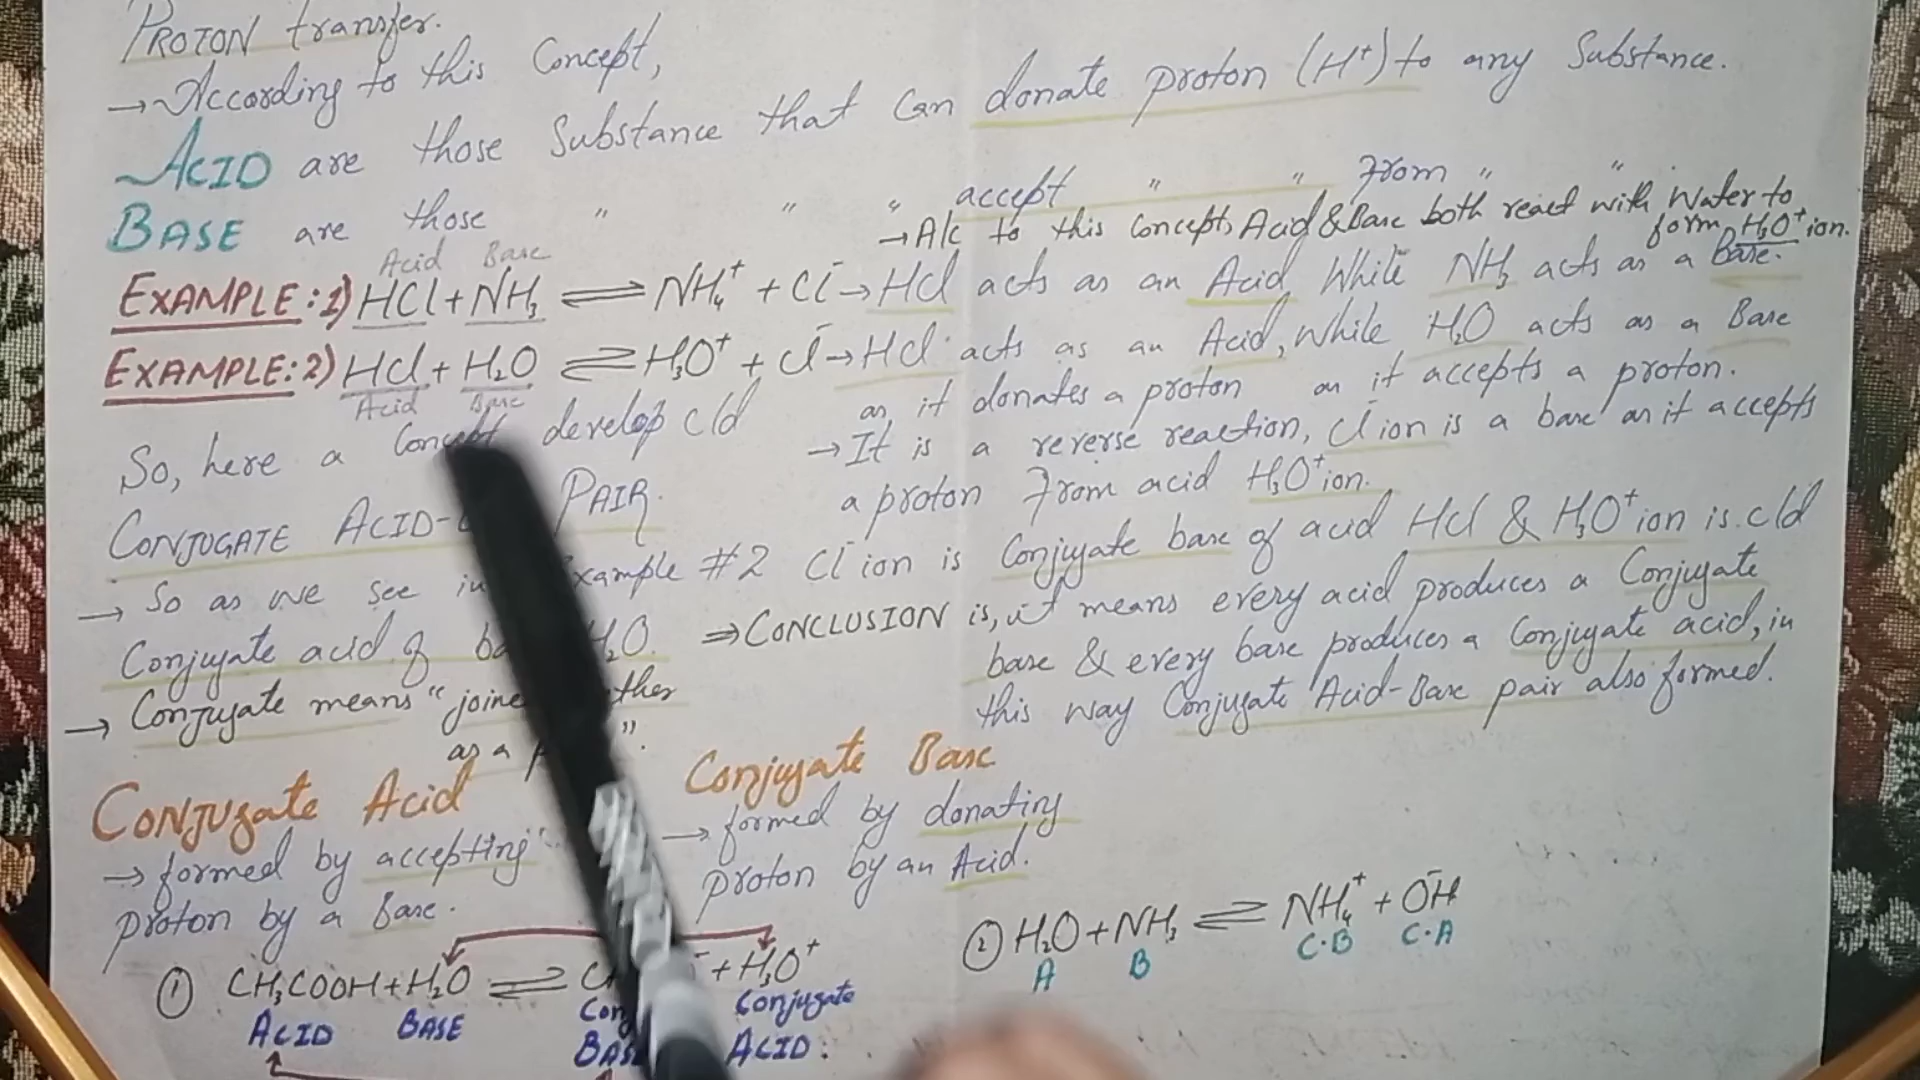 PROTON transfer.
→ According to this Concept,
ACID are those Substance that can donate proton (H⁺) to any Substance.
BASE are those " " " accept " " From " "
→ A/c to this Concept, Acid & Base both react with Water to
form H₃O⁺ ion.
Acid Base
EXAMPLE: 1) HCl + NH₃ ⇌ NH₄⁺ + Cl⁻ → HCl acts as an Acid While NH₃ acts as a Base.
EXAMPLE: 2) HCl + H₂O ⇌ H₃O⁺ + Cl⁻ → HCl acts as an Acid, While H₂O acts as a Base
Acid Base
as it donates a proton as it accepts a proton.
So, here a Concept develop c/d
CONJUGATE ACID- PAIR.
→ It is a reverse reaction, Cl⁻ ion is a base as it accepts
a proton From acid H₃O⁺ ion.
→ So as we see in Example #2 Cl⁻ ion is Conjugate base of acid HCl & H₃O⁺ ion is c/d
Conjugate acid of H₂O.
⇒ CONCLUSION is, it means every acid produces a Conjugate
base & every base produces a Conjugate acid, in
this way Conjugate Acid-Base pair also formed.
→ Conjugate means "
as a ".
Conjugate Acid
→ formed by accepting
proton by a Base.
Conjugate Base
→ formed by donating
proton by an Acid.
① CH₃COOH + H₂O ⇌ + H₃O⁺
ACID BASE Conjugate
ACID:
② H₂O + NH₃ ⇌ NH₄⁺ + OH⁻
A B C.B C.A